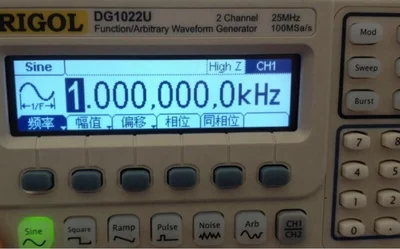 RIGOL DG1022U 2 Channel 25MHz
Function/Arbitrary Waveform Generator 100MSa/s
Sine High Z CH1
1.000,000,0kHz
←1/F→
频率 幅值 偏移 相位 同相位
Mod
Sweep
Burst
7 8
4 5
1 2
0
Sine Square Ramp Pulse Noise Arb CH1
CH2